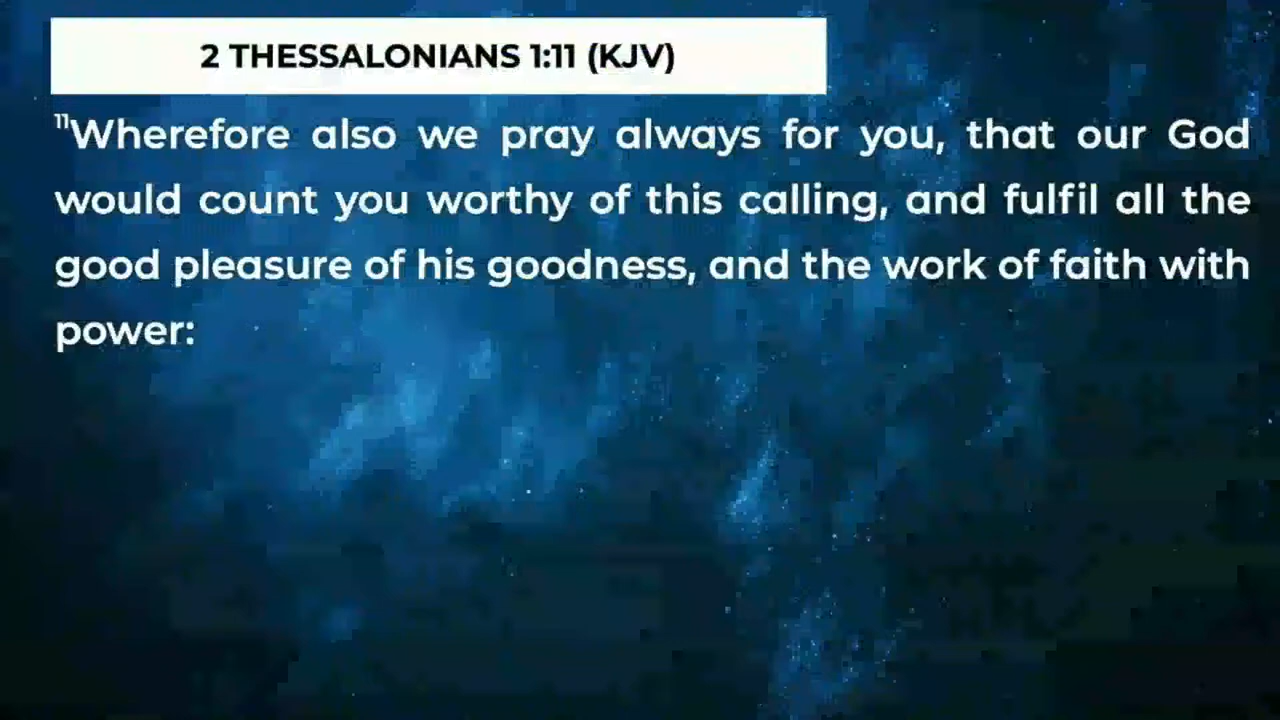 2 THESSALONIANS 1:11 (KJV)
¹¹Wherefore also we pray always for you, that our God
would count you worthy of this calling, and fulfil all the
good pleasure of his goodness, and the work of faith with
power: